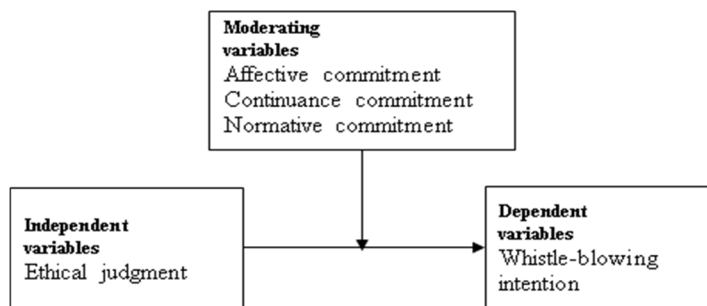 Moderating
variables
Affective commitment
Continuance commitment
Normative commitment
Independent
variables
Ethical judgment
Dependent
variables
Whistle-blowing
intention